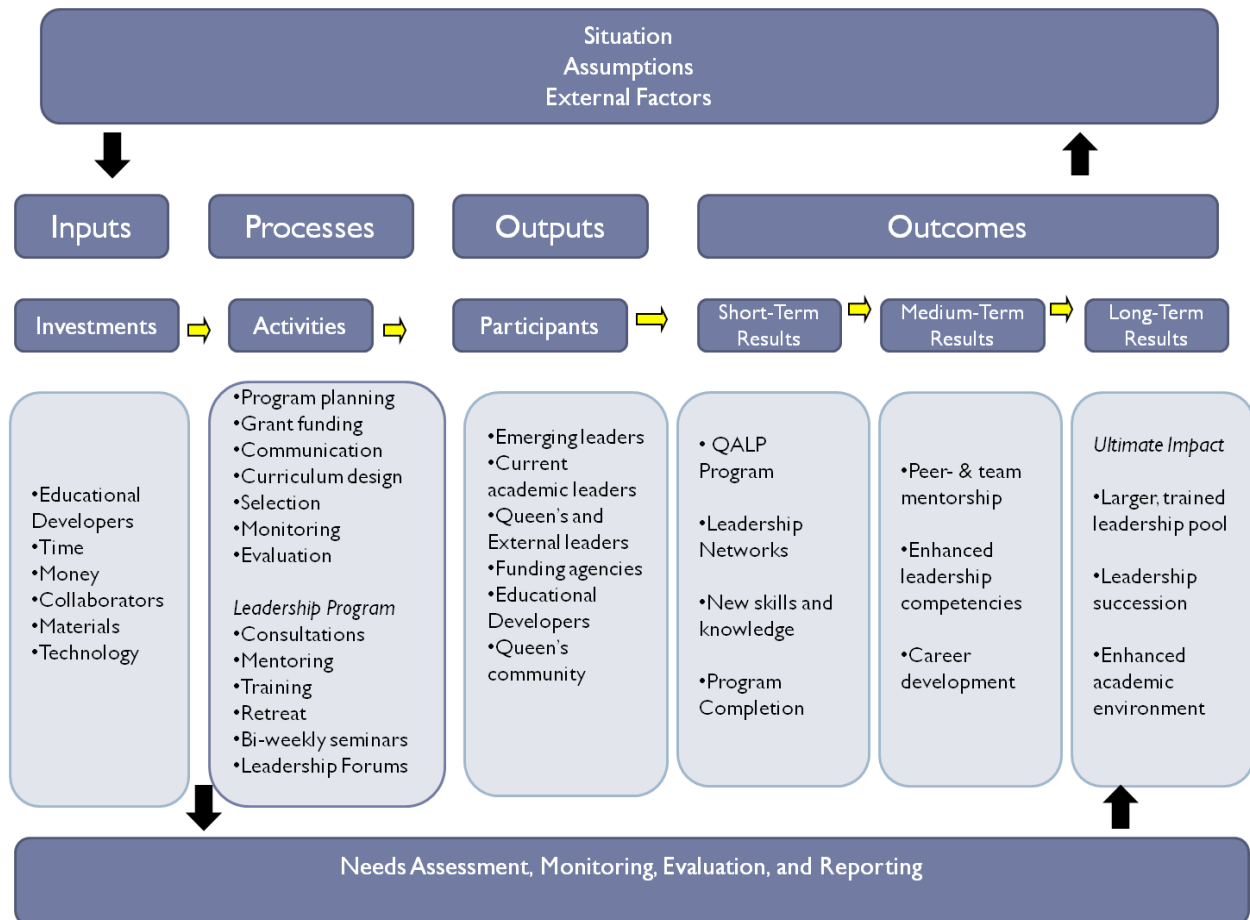 Situation
Assumptions
External Factors
Inputs
Processes
Outputs
Outcomes
Investments
Activities
Participants
Short-Term
Results
Medium-Term
Results
Long-Term
Results
•Educational
Developers
•Time
•Money
•Collaborators
•Materials
•Technology
•Program planning
•Grant funding
•Communication
•Curriculum design
•Selection
•Monitoring
•Evaluation
Leadership Program
•Consultations
•Mentoring
•Training
•Retreat
•Bi-weekly seminars
•Leadership Forums
•Emerging leaders
•Current
academic leaders
•Queen's and
External leaders
•Funding agencies
•Educational
Developers
•Queen's
community
• QALP
Program
•Leadership
Networks
•New skills and
knowledge
•Program
Completion
•Peer- & team
mentorship
•Enhanced
leadership
competencies
•Career
development
Ultimate Impact
•Larger, trained
leadership pool
•Leadership
succession
•Enhanced
academic
environment
Needs Assessment, Monitoring, Evaluation, and Reporting